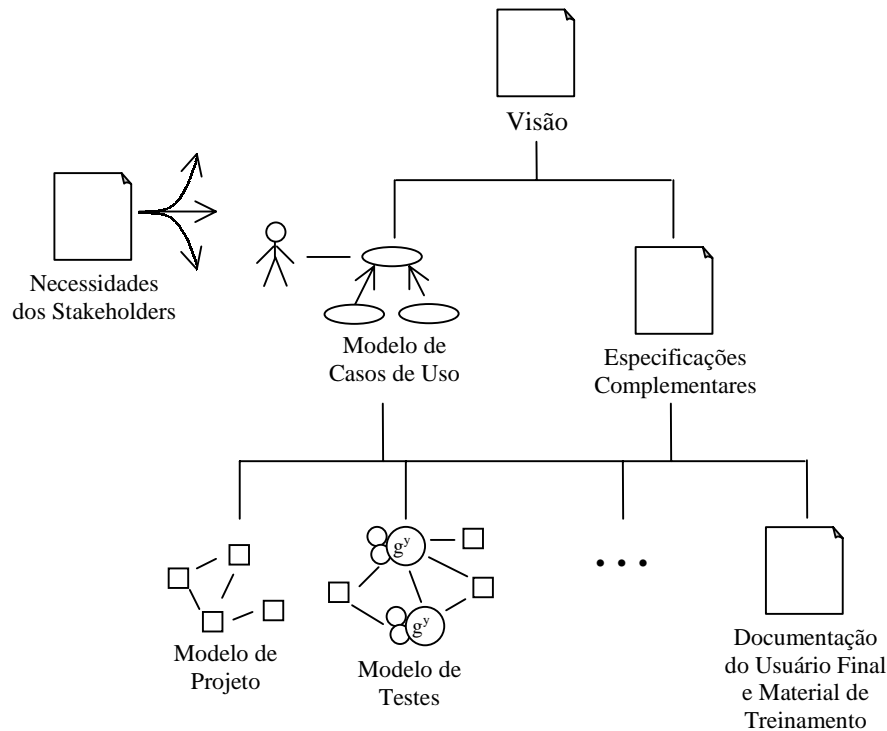 Visão
Necessidades
dos Stakeholders
Modelo de
Casos de Uso
Especificações
Complementares
g^y
g^y
...
Modelo de
Projeto
Modelo de
Testes
Documentação
do Usuário Final
e Material de
Treinamento